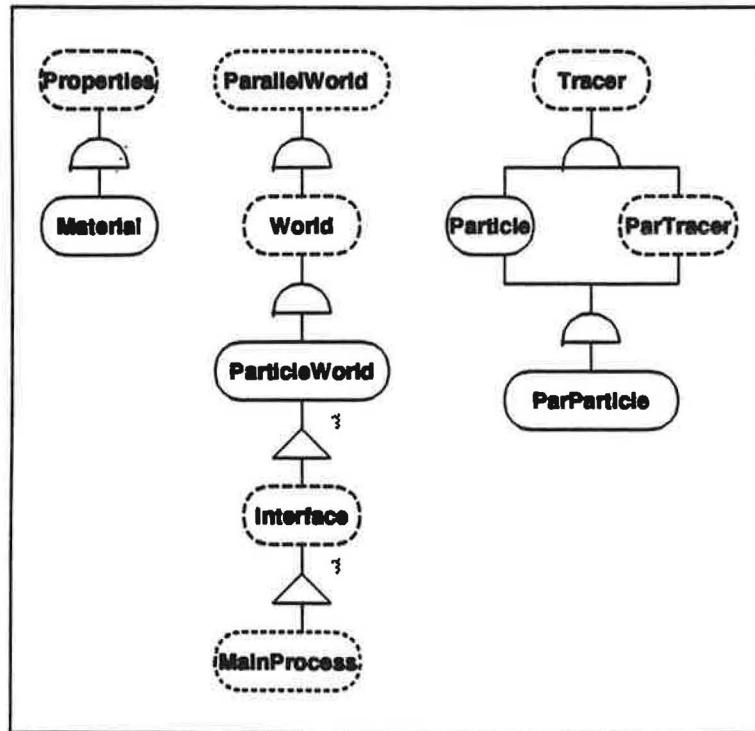 Properties
ParallelWorld
Tracer
Material
World
Particle
ParTracer
ParticleWorld
ParParticle
Interface
MainProcess